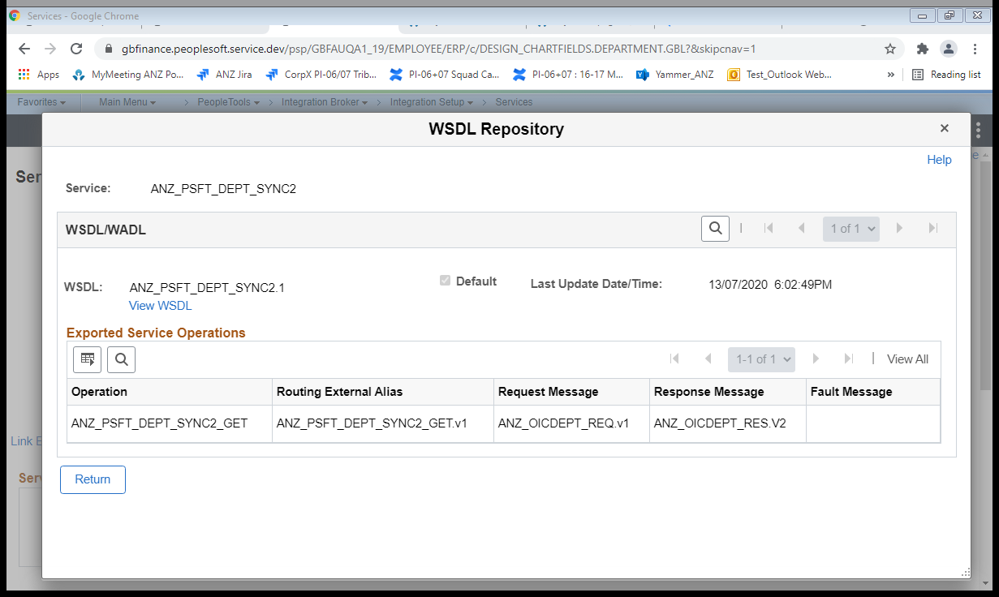 Services - Google Chrome
gbfinance.peoplesoft.service.dev/psp/GBFAUQA1_19/EMPLOYEE/ERP/c/DESIGN_CHARTFIELDS.DEPARTMENT.GBL?&skipcnav=1
Apps MyMeeting ANZ Po... ANZ Jira CorpX PI-06/07 Trib... PI-06+07 Squad Ca... PI-06+07 : 16-17 M... Yammer_ANZ Test_Outlook Web... » Reading list
Favorites Main Menu > PeopleTools > Integration Broker > Integration Setup > Services
WSDL Repository ×
Help
Ser
Service: ANZ_PSFT_DEPT_SYNC2
WSDL/WADL 1 of 1
WSDL: ANZ_PSFT_DEPT_SYNC2.1 Default Last Update Date/Time: 13/07/2020 6:02:49PM
View WSDL
Exported Service Operations
1-1 of 1 | View All
Operation Routing External Alias Request Message Response Message Fault Message
ANZ_PSFT_DEPT_SYNC2_GET ANZ_PSFT_DEPT_SYNC2_GET.v1 ANZ_OICDEPT_REQ.v1 ANZ_OICDEPT_RES.V2
Link E
Serv
Return